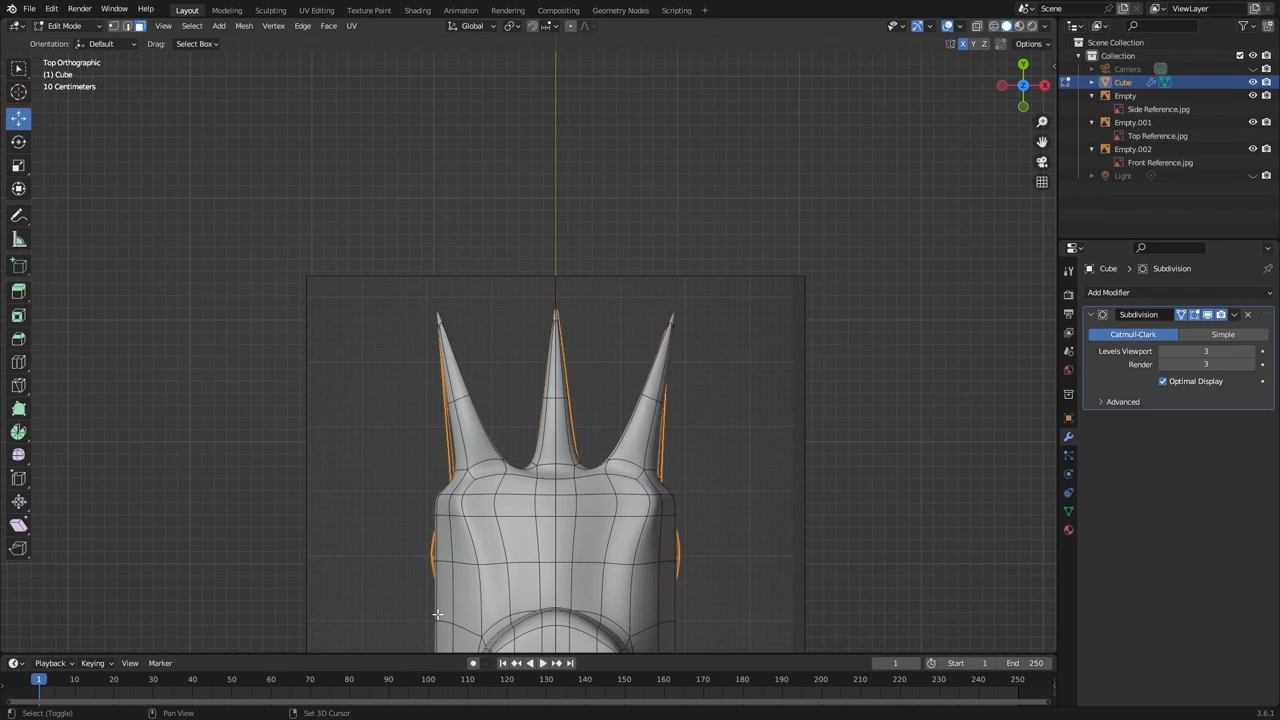 File Edit Render Window Help Layout Modeling Sculpting UV Editing Texture Paint Shading Animation Rendering Compositing Geometry Nodes Scripting + Scene ViewLayer
Edit Mode View Select Add Mesh Vertex Edge Face UV Global
Orientation: Default Drag: Select Box X Y Z Options
Top Orthographic
(1) Cube
10 Centimeters
Y
Z
X
Scene Collection
Collection
Camera
Cube
Empty
Side Reference.jpg
Empty.001
Top Reference.jpg
Empty.002
Front Reference.jpg
Light
Cube > Subdivision
Add Modifier
Subdivision
Catmull-Clark Simple
Levels Viewport 3
Render 3
Optimal Display
Advanced
Playback Keying View Marker 1 Start 1 End 250
1 10 20 30 40 50 60 70 80 90 100 110 120 130 140 150 160 170 180 190 200 210 220 230 240 250
Select (Toggle) Pan View Set 3D Cursor 3.6.1